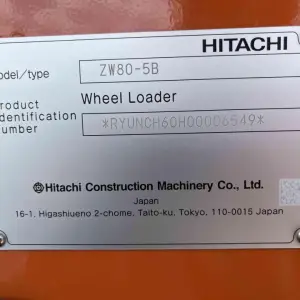 HITACHI
odel/type ZW80-5B
roduct
dentification
umber
Wheel Loader
*RYUNCH60H00006549*
Hitachi Construction Machinery Co., Ltd.
Japan
16-1, Higashiueno 2-chome, Taito-ku, Tokyo, 110-0015 Japan